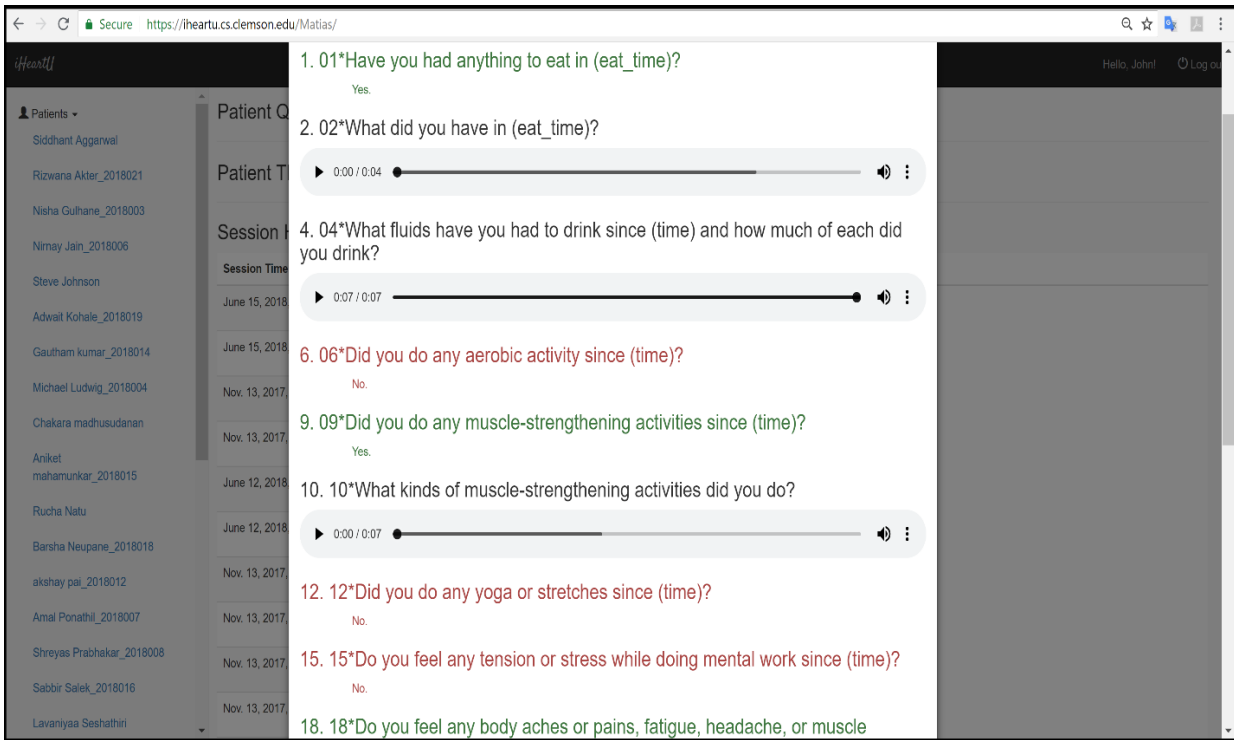 Secure https://iheartu.cs.clemson.edu/Matias/
iHeartU
Hello, John!
Log ou
Patients
Siddhant Aggarwal
Rizwana Akter_2018021
Nisha Gulhane_2018003
Nirnay Jain_2018006
Steve Johnson
Adwait Kohale_2018019
Gautham kumar_2018014
Michael Ludwig_2018004
Chakara madhusudanan
Aniket
mahamunkar_2018015
Rucha Natu
Barsha Neupane_2018018
akshay pai_2018012
Amal Ponathil_2018007
Shreyas Prabhakar_2018008
Sabbir Salek_2018016
Lavaniyaa Seshathiri
Patient Q
Patient T
Session H
Session Time
June 15, 2018
June 15, 2018
Nov. 13, 2017,
Nov. 13, 2017,
June 12, 2018
June 12, 2018
Nov. 13, 2017,
Nov. 13, 2017,
Nov. 13, 2017,
Nov. 13, 2017,
1. 01*Have you had anything to eat in (eat_time)?
Yes.
2. 02*What did you have in (eat_time)?
0:00 / 0:04
4. 04*What fluids have you had to drink since (time) and how much of each did
you drink?
0:07 / 0:07
6. 06*Did you do any aerobic activity since (time)?
No.
9. 09*Did you do any muscle-strengthening activities since (time)?
Yes.
10. 10*What kinds of muscle-strengthening activities did you do?
0:00 / 0:07
12. 12*Did you do any yoga or stretches since (time)?
No.
15. 15*Do you feel any tension or stress while doing mental work since (time)?
No.
18. 18*Do you feel any body aches or pains, fatigue, headache, or muscle